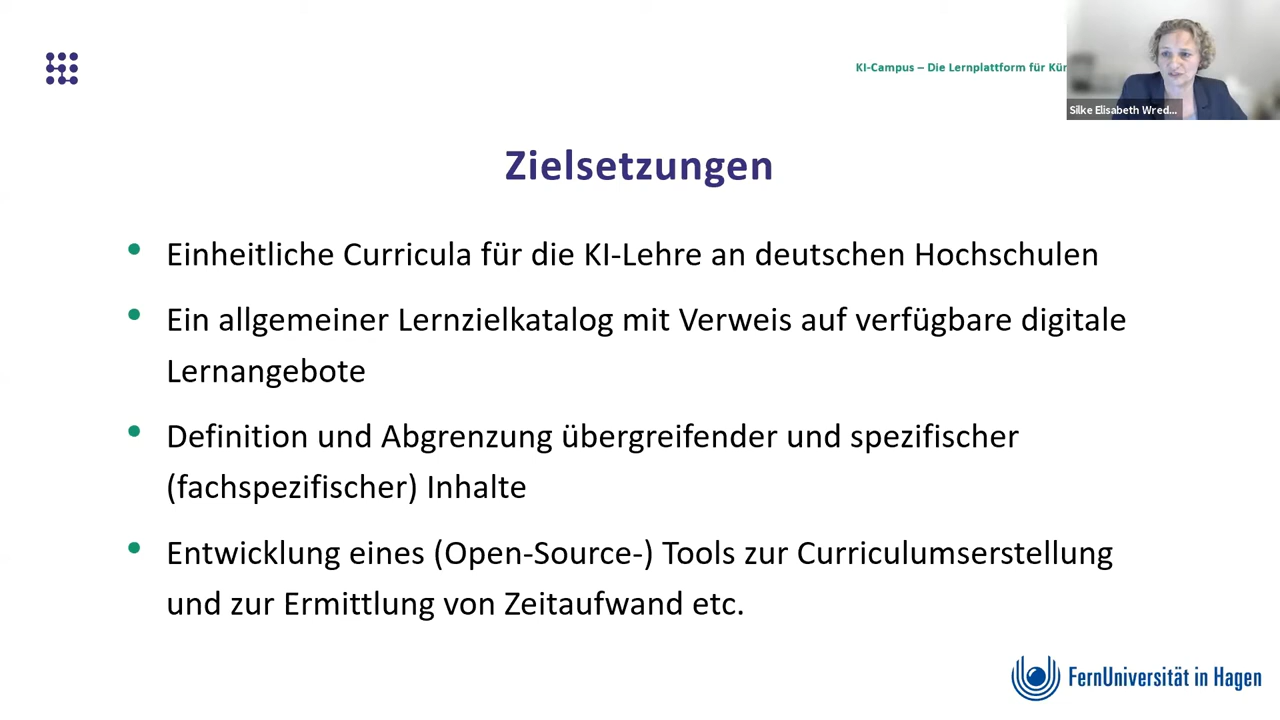 KI-Campus – Die Lernplattform für
Silke Elisabeth Wred...
Zielsetzungen
• Einheitliche Curricula für die KI-Lehre an deutschen Hochschulen
• Ein allgemeiner Lernzielkatalog mit Verweis auf verfügbare digitale
Lernangebote
• Definition und Abgrenzung übergreifender und spezifischer
(fachspezifischer) Inhalte
• Entwicklung eines (Open-Source-) Tools zur Curriculumserstellung
und zur Ermittlung von Zeitaufwand etc.
FernUniversität in Hagen